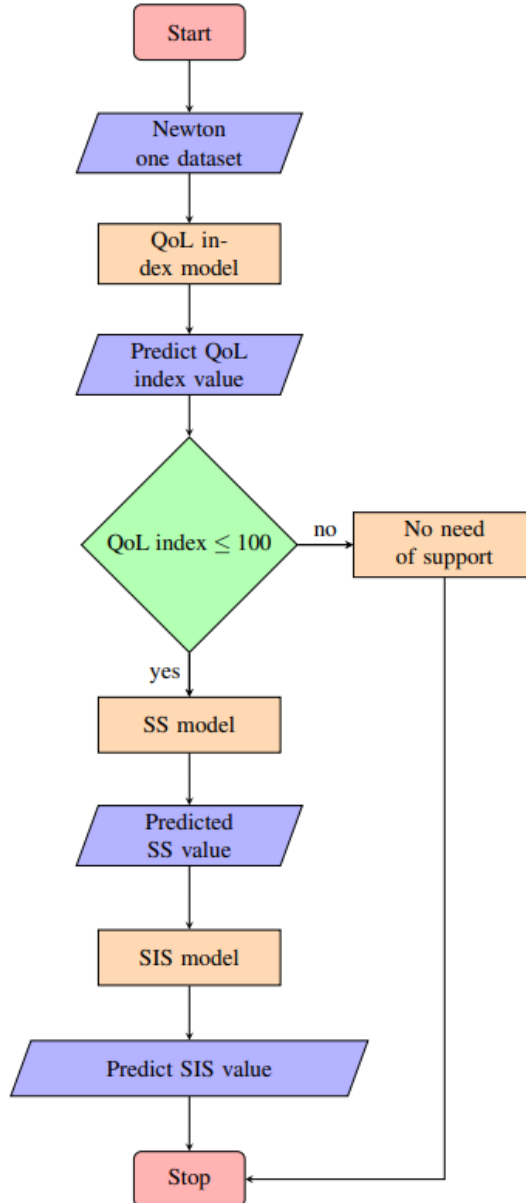 Start
Newton
one dataset
QoL in-
dex model
Predict QoL
index value
QoL index ≤ 100
no
No need
of support
yes
SS model
Predicted
SS value
SIS model
Predict SIS value
Stop